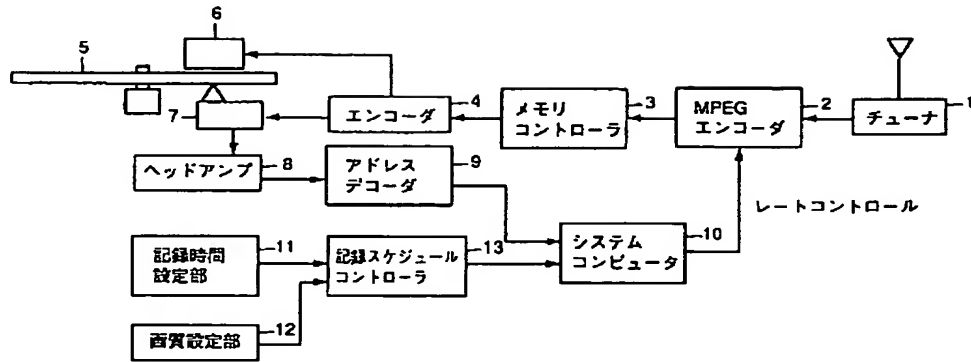 6
5
7
エンコーダ
4
メモリ
コントローラ
3
MPEG
エンコーダ
2
チューナ
1
ヘッドアンプ
8
アドレス
デコーダ
9
レートコントロール
記録時間
設定部
11
記録スケジュール
コントローラ
13
システム
コンピュータ
10
画質設定部
12